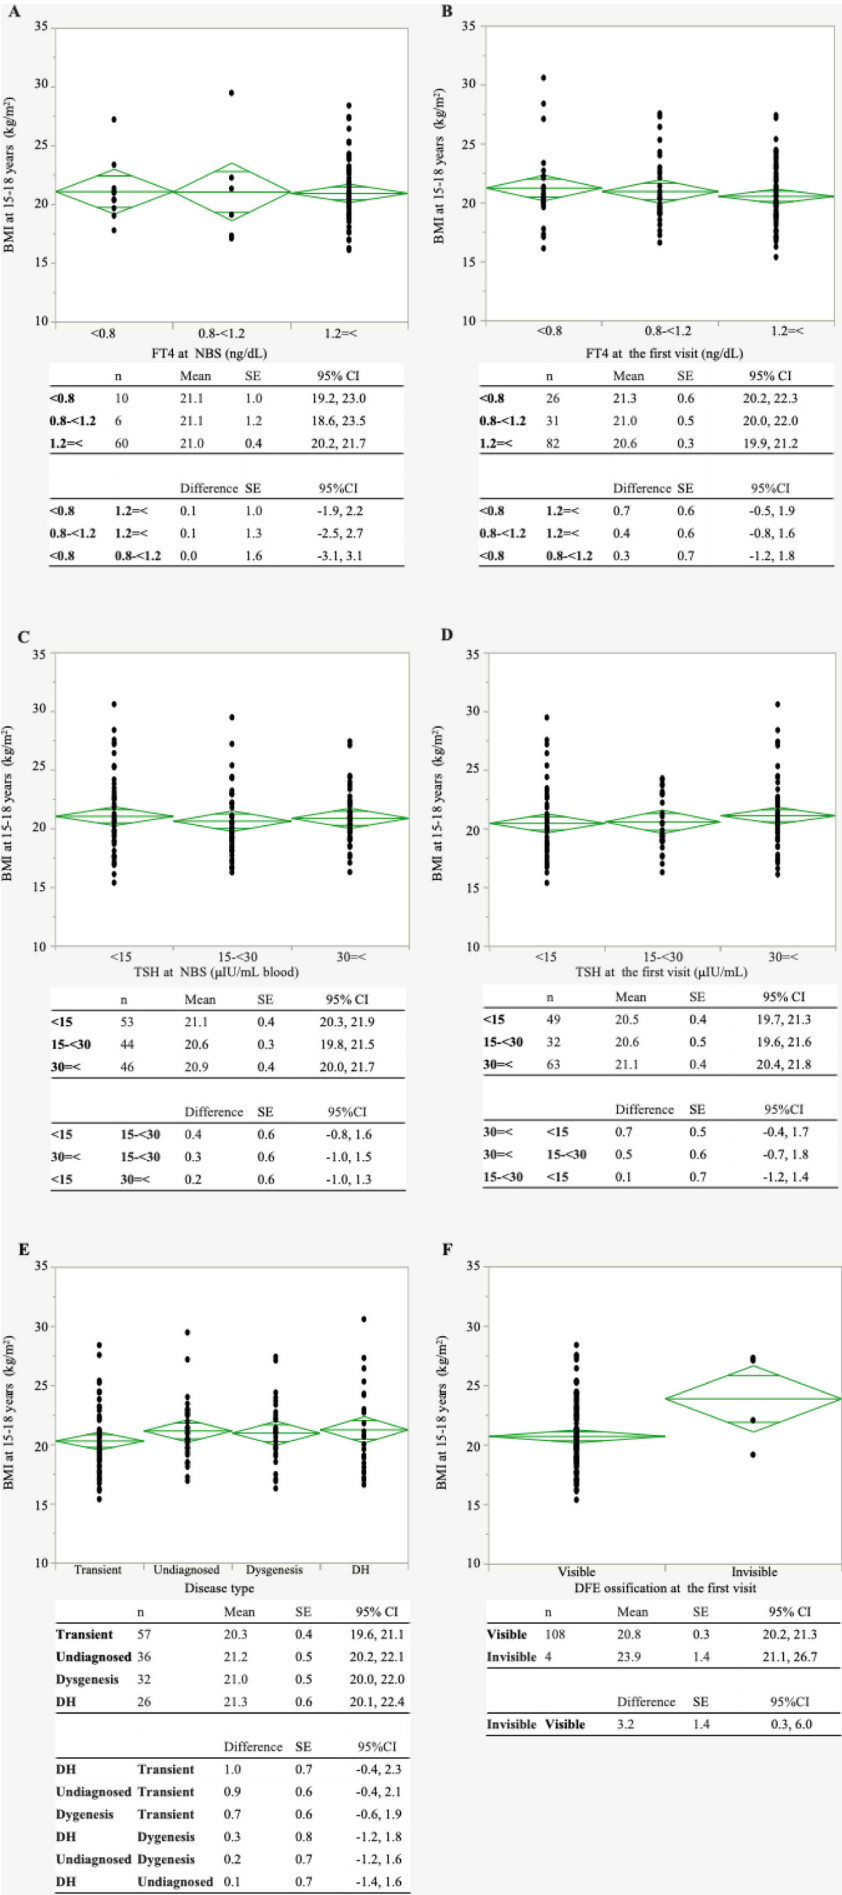 A
BMI at 15-18 years (kg/m²)
35
30
25
20
15
10
<0.8 0.8-<1.2 1.2=<
FT4 at NBS (ng/dL)
n Mean SE 95% CI
<0.8 10 21.1 1.0 19.2, 23.0
0.8-<1.2 6 21.1 1.2 18.6, 23.5
1.2=< 60 21.0 0.4 20.2, 21.7
Difference SE 95%CI
<0.8 1.2=< 0.1 1.0 -1.9, 2.2
0.8-<1.2 1.2=< 0.1 1.3 -2.5, 2.7
<0.8 0.8-<1.2 0.0 1.6 -3.1, 3.1
B
BMI at 15-18 years (kg/m²)
35
30
25
20
15
10
<0.8 0.8-<1.2 1.2=<
FT4 at the first visit (ng/dL)
n Mean SE 95% CI
<0.8 26 21.3 0.6 20.2, 22.3
0.8-<1.2 31 21.0 0.5 20.0, 22.0
1.2=< 82 20.6 0.3 19.9, 21.2
Difference SE 95%CI
<0.8 1.2=< 0.7 0.6 -0.5, 1.9
0.8-<1.2 1.2=< 0.4 0.6 -0.8, 1.6
<0.8 0.8-<1.2 0.3 0.7 -1.2, 1.8
C
BMI at 15-18 years (kg/m²)
35
30
25
20
15
10
<15 15-<30 30=<
TSH at NBS (μIU/mL blood)
n Mean SE 95% CI
<15 53 21.1 0.4 20.3, 21.9
15-<30 44 20.6 0.3 19.8, 21.5
30=< 46 20.9 0.4 20.0, 21.7
Difference SE 95%CI
<15 15-<30 0.4 0.6 -0.8, 1.6
30=< 15-<30 0.3 0.6 -1.0, 1.5
<15 30=< 0.2 0.6 -1.0, 1.3
D
BMI at 15-18 years (kg/m²)
35
30
25
20
15
10
<15 15-<30 30=<
TSH at the first visit (μIU/mL)
n Mean SE 95% CI
<15 49 20.5 0.4 19.7, 21.3
15-<30 32 20.6 0.5 19.6, 21.6
30=< 63 21.1 0.4 20.4, 21.8
Difference SE 95%CI
30=< <15 0.7 0.5 -0.4, 1.7
30=< 15-<30 0.5 0.6 -0.7, 1.8
15-<30 <15 0.1 0.7 -1.2, 1.4
E
BMI at 15-18 years (kg/m²)
35
30
25
20
15
10
Transient Undiagnosed Dysgenesis DH
Disease type
n Mean SE 95% CI
Transient 57 20.3 0.4 19.6, 21.1
Undiagnosed 36 21.2 0.5 20.2, 22.1
Dysgenesis 32 21.0 0.5 20.0, 22.0
DH 26 21.3 0.6 20.1, 22.4
Difference SE 95%CI
DH Transient 1.0 0.7 -0.4, 2.3
Undiagnosed Transient 0.9 0.6 -0.4, 2.1
Dygenesis Transient 0.7 0.6 -0.6, 1.9
DH Dygenesis 0.3 0.8 -1.2, 1.8
Undiagnosed Dygenesis 0.2 0.7 -1.2, 1.6
DH Undiagnosed 0.1 0.7 -1.4, 1.6
F
BMI at 15-18 years (kg/m²)
35
30
25
20
15
10
Visible Invisible
DFE ossification at the first visit
n Mean SE 95% CI
Visible 108 20.8 0.3 20.2, 21.3
Invisible 4 23.9 1.4 21.1, 26.7
Difference SE 95%CI
Invisible Visible 3.2 1.4 0.3, 6.0